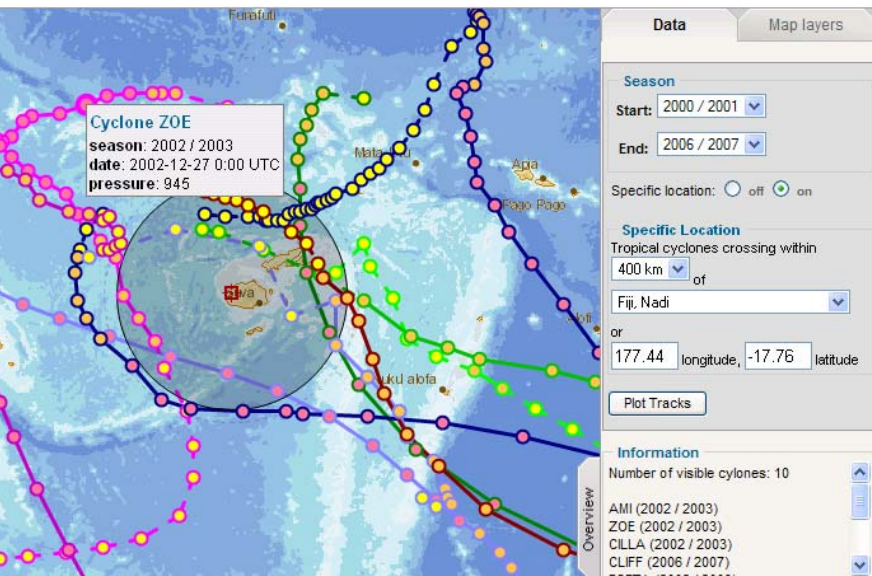 Funafuti
Cyclone ZOE
season: 2002 / 2003
date: 2002-12-27 0:00 UTC
pressure: 945
Apia
Pago Pago
Data
Map layers
Season
Start: 2000 / 2001
End: 2006 / 2007
Specific location: off on
Specific Location
Tropical cyclones crossing within
400 km of
Fiji, Nadi
or
177.44 longitude, -17.76 latitude
Plot Tracks
Information
Number of visible cylones: 10
AMI (2002 / 2003)
ZOE (2002 / 2003)
CILLA (2002 / 2003)
CLIFF (2006 / 2007)
Overview